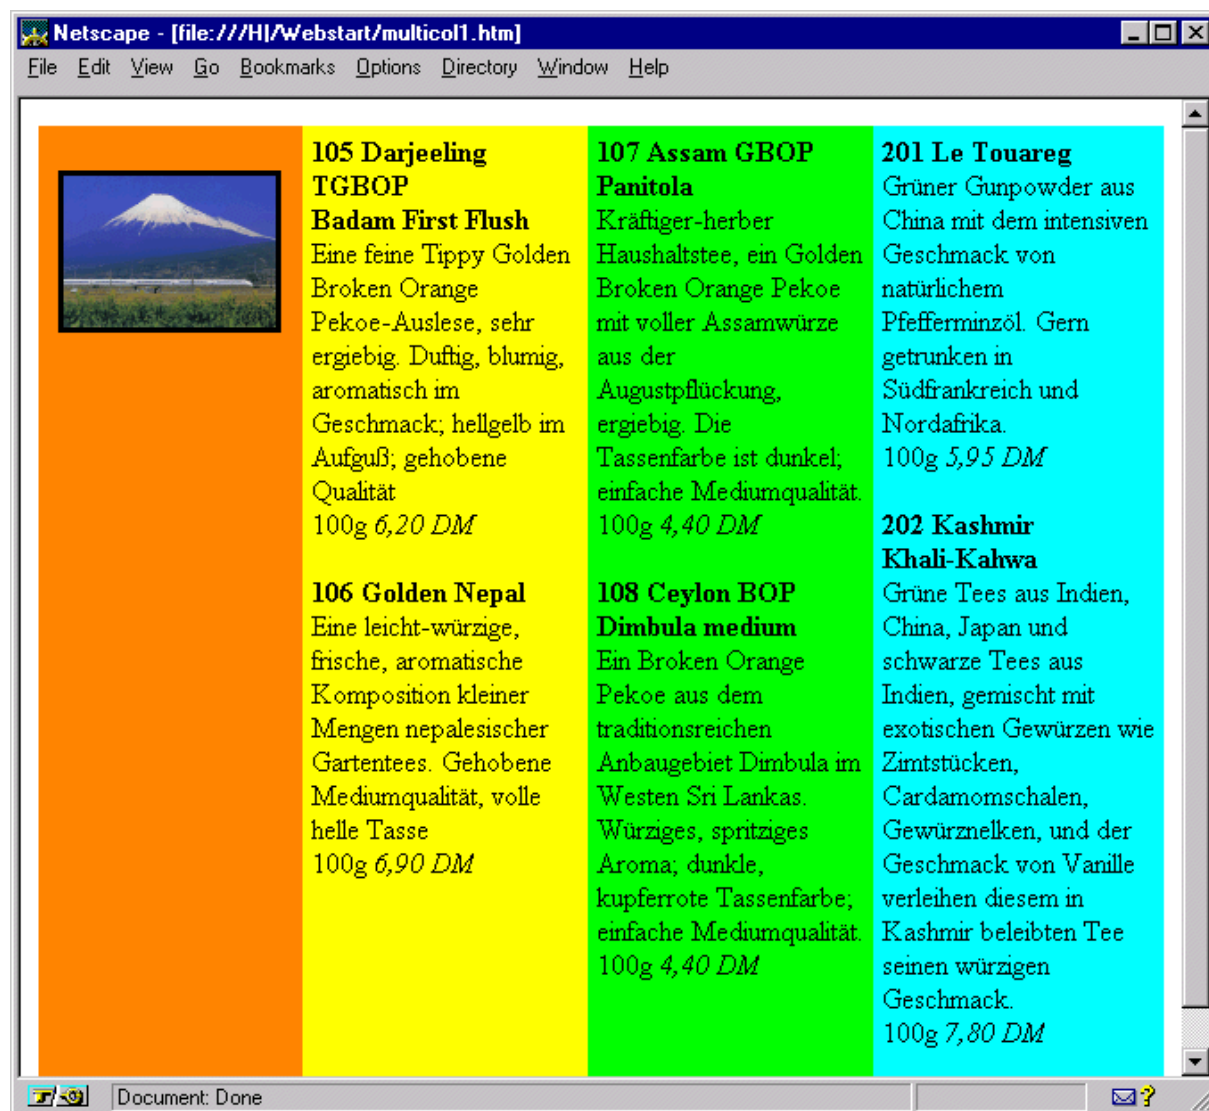 Netscape - [file:///H|/Webstart/multicol1.htm]
File Edit View Go Bookmarks Options Directory Window Help
105 Darjeeling
TGBOP
Badam First Flush
Eine feine Tippy Golden
Broken Orange
Pekoe-Auslese, sehr
ergiebig. Duftig, blumig,
aromatisch im
Geschmack; hellgelb im
Aufguß; gehobene
Qualität
100g 6,20 DM
106 Golden Nepal
Eine leicht-würzige,
frische, aromatische
Komposition kleiner
Mengen nepalesischer
Gartentees. Gehobene
Mediumqualität, volle
helle Tasse
100g 6,90 DM
107 Assam GBOP
Panitola
Kräftiger-herber
Haushaltstee, ein Golden
Broken Orange Pekoe
mit voller Assamwürze
aus der
Augustpflückung,
ergiebig. Die
Tassenfarbe ist dunkel;
einfache Mediumqualität.
100g 4,40 DM
108 Ceylon BOP
Dimbula medium
Ein Broken Orange
Pekoe aus dem
traditionsreichen
Anbaugebiet Dimbula im
Westen Sri Lankas.
Würziges, spritziges
Aroma; dunkle,
kupferrote Tassenfarbe;
einfache Mediumqualität.
100g 4,40 DM
201 Le Touareg
Grüner Gunpowder aus
China mit dem intensiven
Geschmack von
natürlichem
Pfefferminzöl. Gern
getrunken in
Südfrankreich und
Nordafrika.
100g 5,95 DM
202 Kashmir
Khali-Kahwa
Grüne Tees aus Indien,
China, Japan und
schwarze Tees aus
Indien, gemischt mit
exotischen Gewürzen wie
Zimtstücken,
Cardamomschalen,
Gewürznelken, und der
Geschmack von Vanille
verleihen diesem in
Kashmir beleibten Tee
seinen würzigen
Geschmack.
100g 7,80 DM
Document: Done